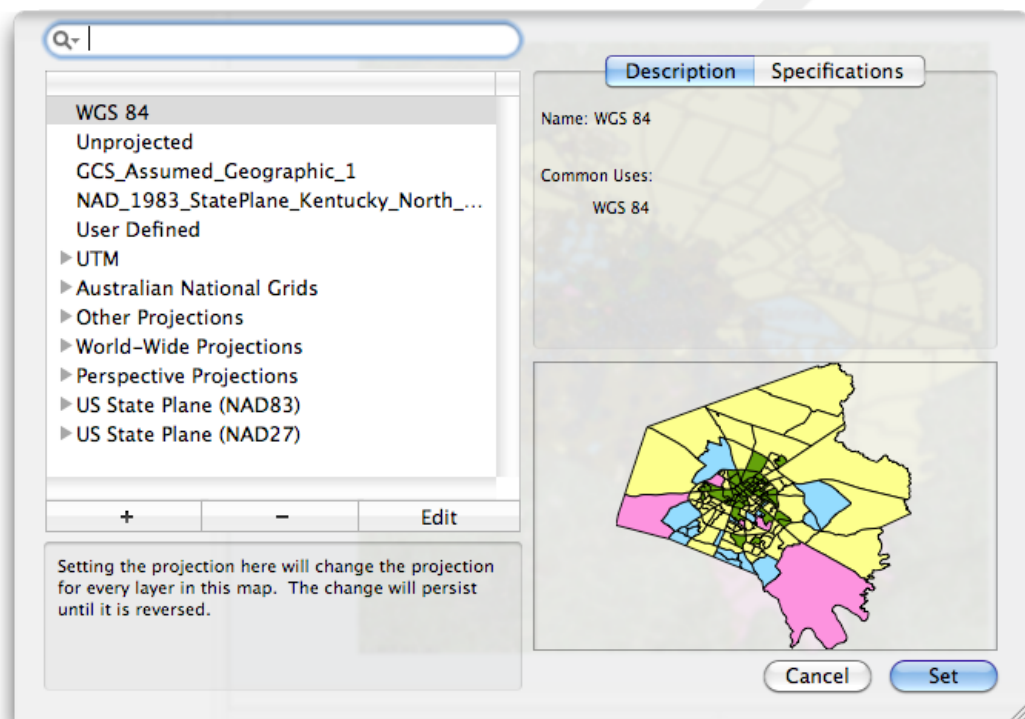 Description Specifications
WGS 84
Unprojected
GCS_Assumed_Geographic_1
NAD_1983_StatePlane_Kentucky_North_...
User Defined
UTM
Australian National Grids
Other Projections
World-Wide Projections
Perspective Projections
US State Plane (NAD83)
US State Plane (NAD27)
+ − Edit
Setting the projection here will change the projection
for every layer in this map. The change will persist
until it is reversed.
Name: WGS 84
Common Uses:
WGS 84
Cancel Set